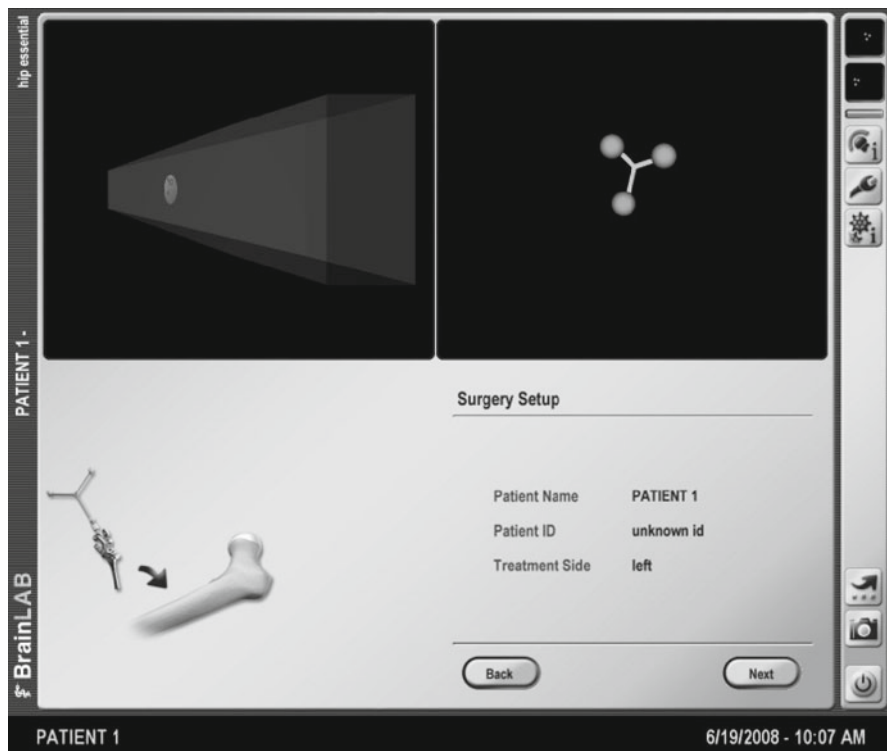 hip essential
PATIENT 1 -
BrainLAB
Surgery Setup
Patient Name PATIENT 1
Patient ID unknown id
Treatment Side left
Back Next
i
i
PATIENT 1 6/19/2008 - 10:07 AM